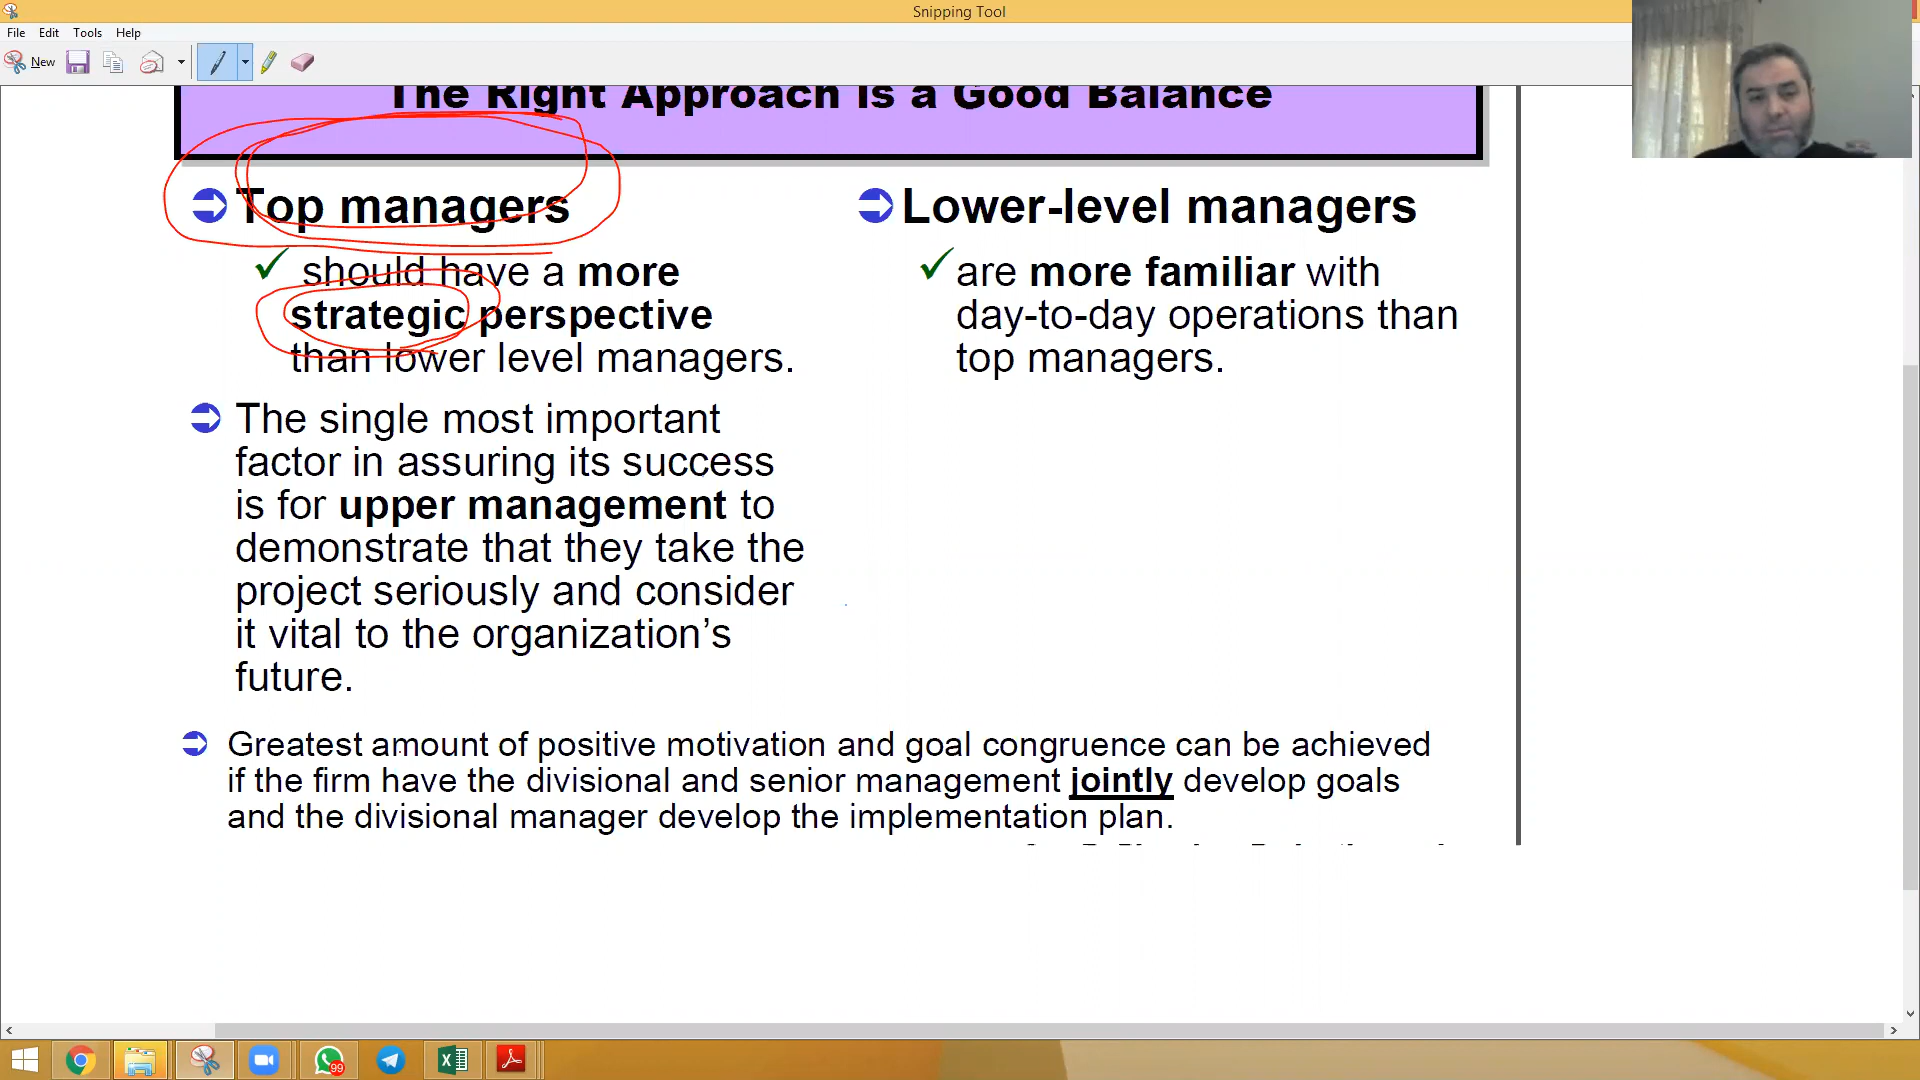 Snipping Tool
File Edit Tools Help
New
The Right Approach is a Good Balance
Top managers
should have a more
strategic perspective
than lower level managers.
The single most important
factor in assuring its success
is for upper management to
demonstrate that they take the
project seriously and consider
it vital to the organization’s
future.
Lower-level managers
are more familiar with
day-to-day operations than
top managers.
Greatest amount of positive motivation and goal congruence can be achieved
if the firm have the divisional and senior management jointly develop goals
and the divisional manager develop the implementation plan.
99